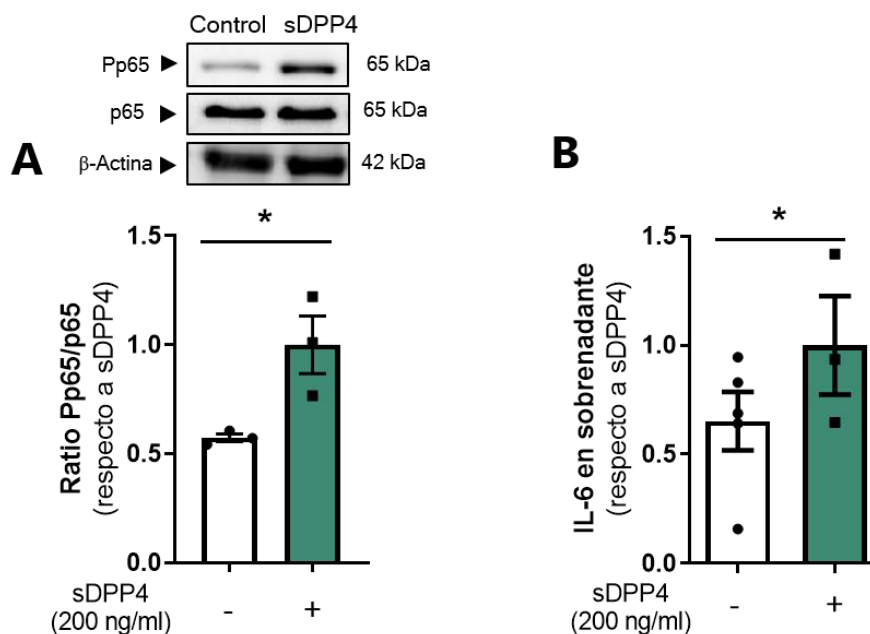 Control sDPP4
Pp65 ► 65 kDa
p65 ► 65 kDa
β-Actina ► 42 kDa
A
*
Ratio Pp65/p65
(respecto a sDPP4)
1.5
1.0
0.5
0.0
sDPP4
(200 ng/ml)
- +
B
*
IL-6 en sobrenadante
(respecto a sDPP4)
1.5
1.0
0.5
0.0
sDPP4
(200 ng/ml)
- +